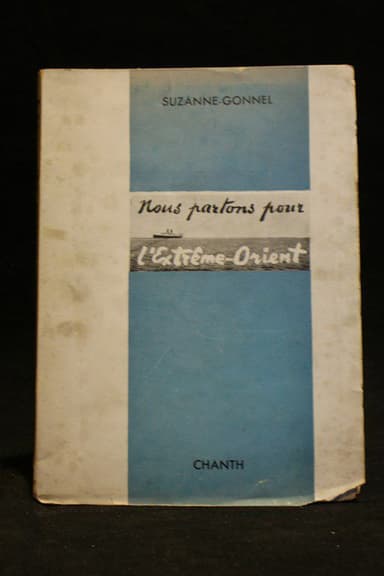 SUZANNE-GONNEL
Nous partons pour
l'Extrême-Orient
CHANTH